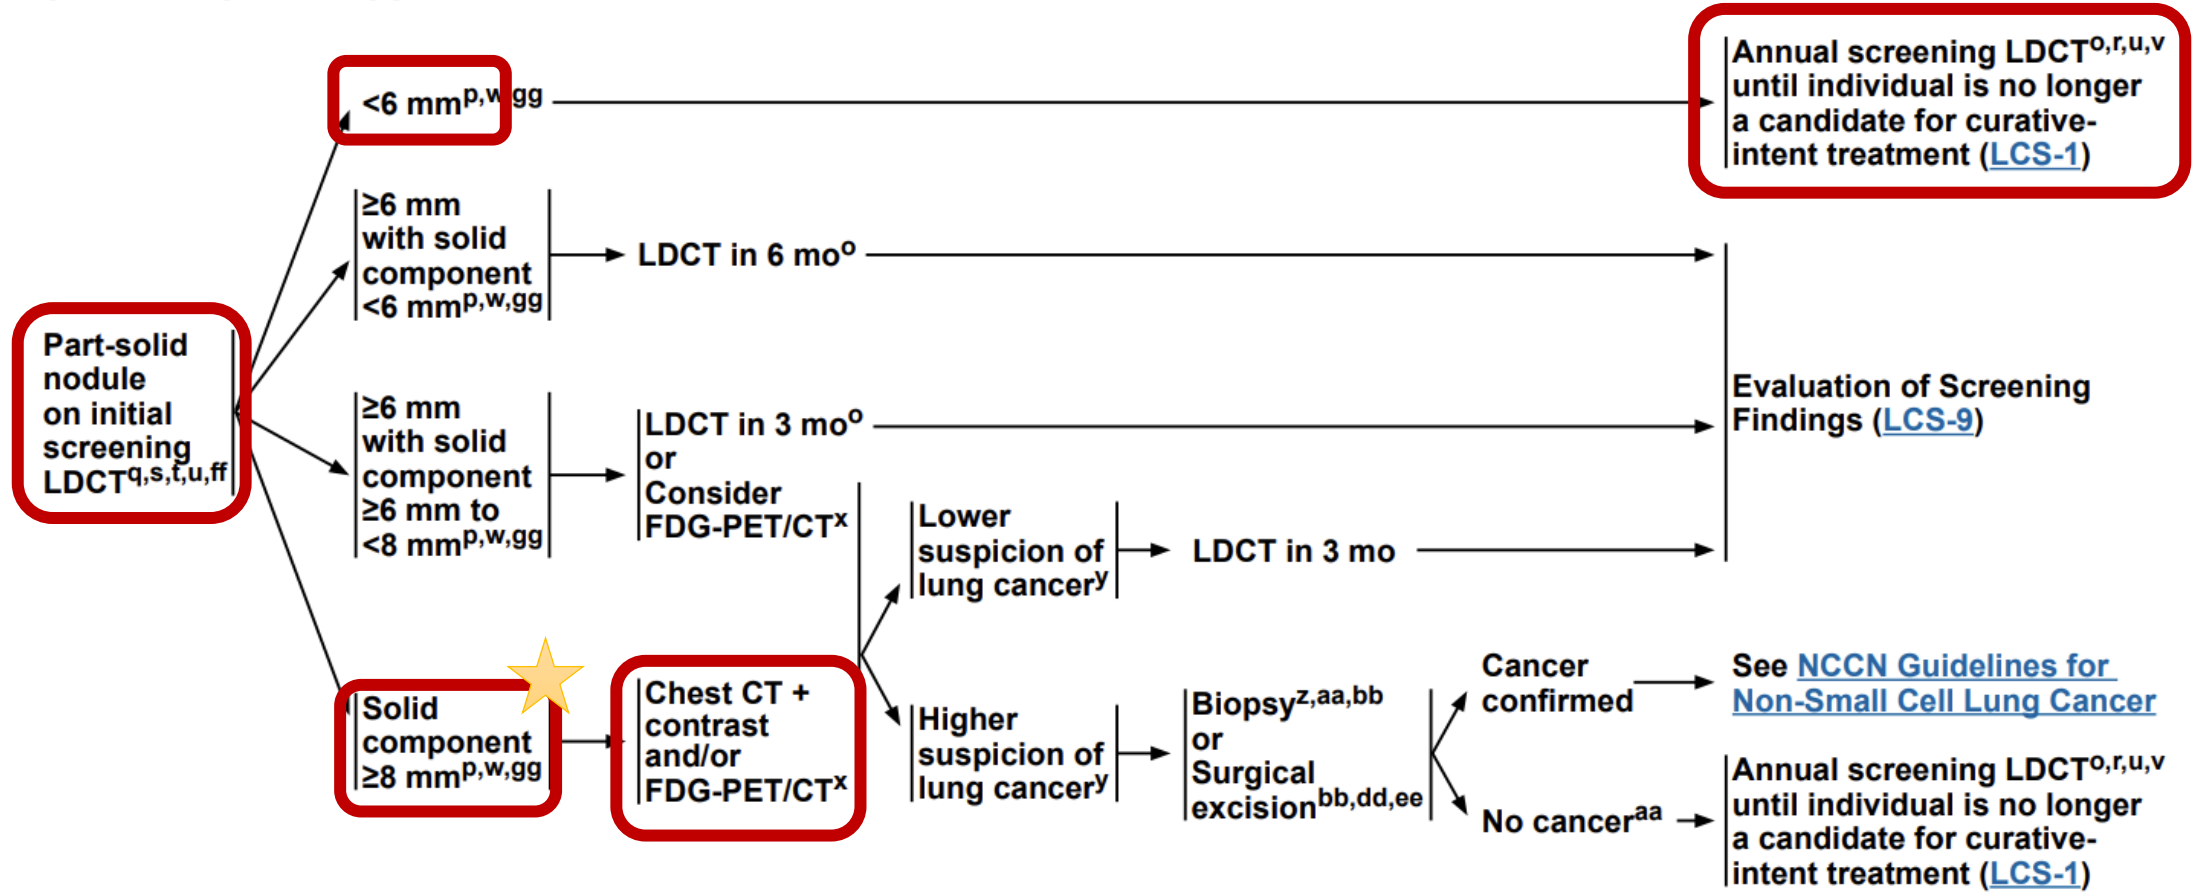 Part-solid
nodule
on initial
screening
LDCTq,s,t,u,ff
<6 mmp,w,gg
Annual screening LDCTo,r,u,v
until individual is no longer
a candidate for curative-
intent treatment (LCS-1)
≥6 mm
with solid
component
<6 mmp,w,gg
LDCT in 6 moo
≥6 mm
with solid
component
≥6 mm to
<8 mmp,w,gg
LDCT in 3 moo
or
Consider
FDG-PET/CTx
Evaluation of Screening
Findings (LCS-9)
Solid
component
≥8 mmp,w,gg
Chest CT +
contrast
and/or
FDG-PET/CTx
Lower
suspicion of
lung cancery
LDCT in 3 mo
Higher
suspicion of
lung cancery
Biopsyz,aa,bb
or
Surgical
excisionbb,dd,ee
Cancer
confirmed
See NCCN Guidelines for
Non-Small Cell Lung Cancer
No canceraa
Annual screening LDCTo,r,u,v
until individual is no longer
a candidate for curative-
intent treatment (LCS-1)